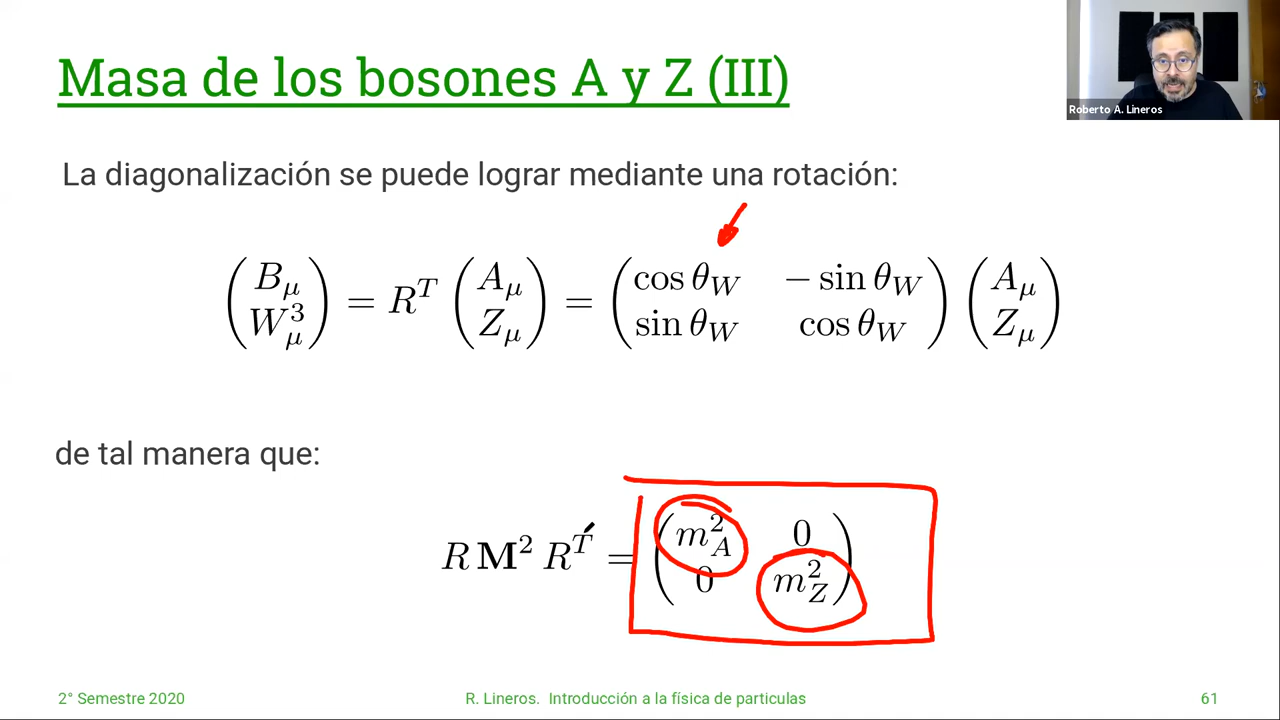 Masa de los bosones A y Z (III)
Roberto A. Lineros
La diagonalización se puede lograr mediante una rotación:
$$\begin{pmatrix} B_\mu \\ W^3_\mu \end{pmatrix} = R^T \begin{pmatrix} A_\mu \\ Z_\mu \end{pmatrix} = \begin{pmatrix} \cos\theta_W & -\sin\theta_W \\ \sin\theta_W & \cos\theta_W \end{pmatrix} \begin{pmatrix} A_\mu \\ Z_\mu \end{pmatrix}$$
de tal manera que:
$$R\,\mathbf{M}^2\,R^T = \begin{pmatrix} m_A^2 & 0 \\ 0 & m_Z^2 \end{pmatrix}$$
2° Semestre 2020
R. Lineros. Introducción a la física de particulas
61